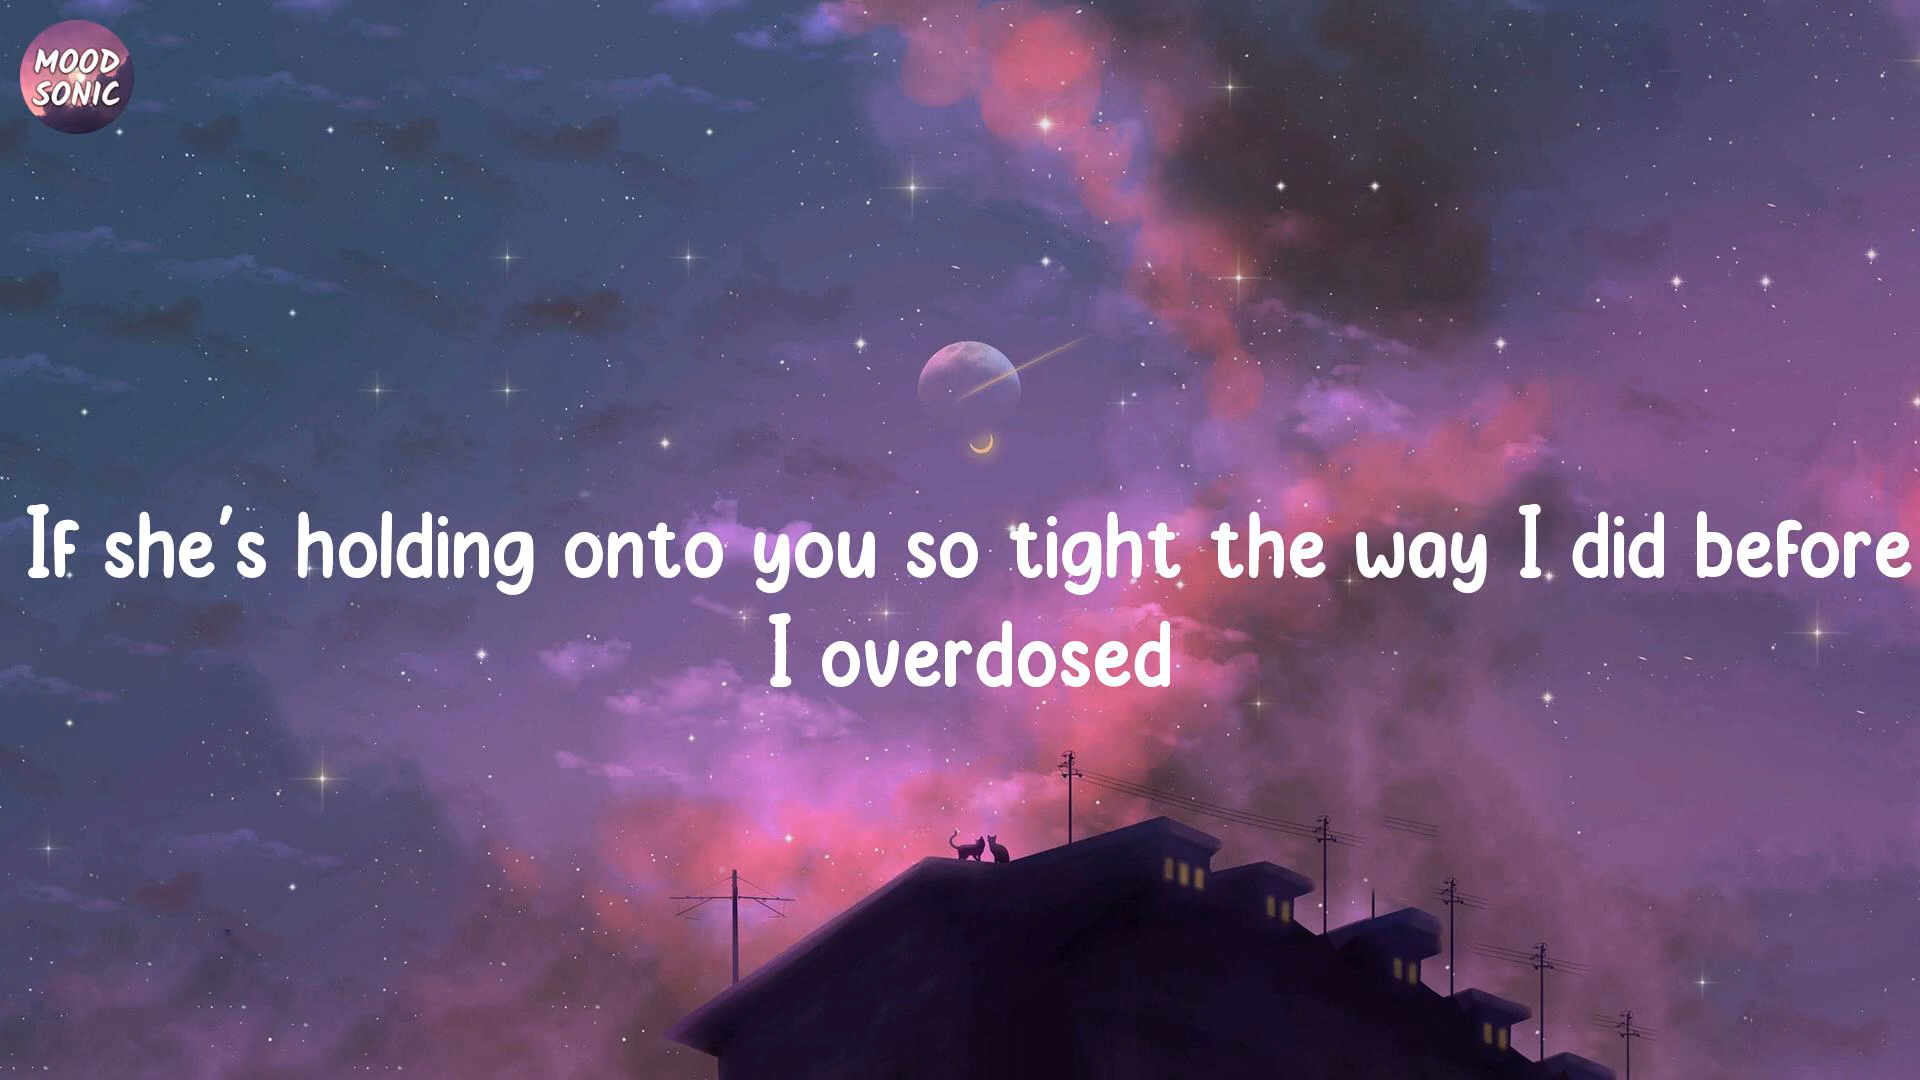 MOOD
SONIC
If she's holding onto you so tight the way I did before
I overdosed